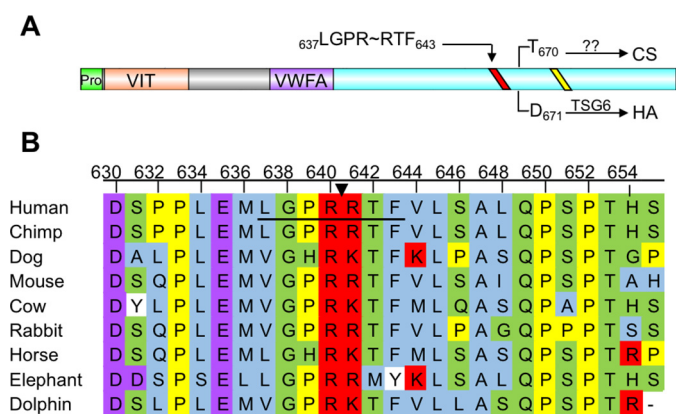 A
637LGPR~RTF643
T670 ?? CS
Pro VIT VWFA
D671 TSG6 HA
B
630 632 634 636 638 640 642 644 646 648 650 652 654
Human D S P P L E M L G P R R T F V L S A L Q P S P T H S
Chimp D S P P L E M L G P R R T F V L S A L Q P S P T H S
Dog D A L P L E M V G H R K T F K L P A S Q P S P T G P
Mouse D S Q P L E M V G P R R T F V L S A I Q P S P T A H
Cow D Y L P L E M V G P R K T F M L Q A S Q P A P T H S
Rabbit D S Q P L E M V G P R R T F V L P A G Q P P P T S S
Horse D S Q P L E M L G H R K T F M L S A S Q P S P T R P
Elephant D D S P S E L L G P R R M Y K L S A L Q P S P T H S
Dolphin D S L P L E M V G P R K T F V L L A S Q P S P T R -